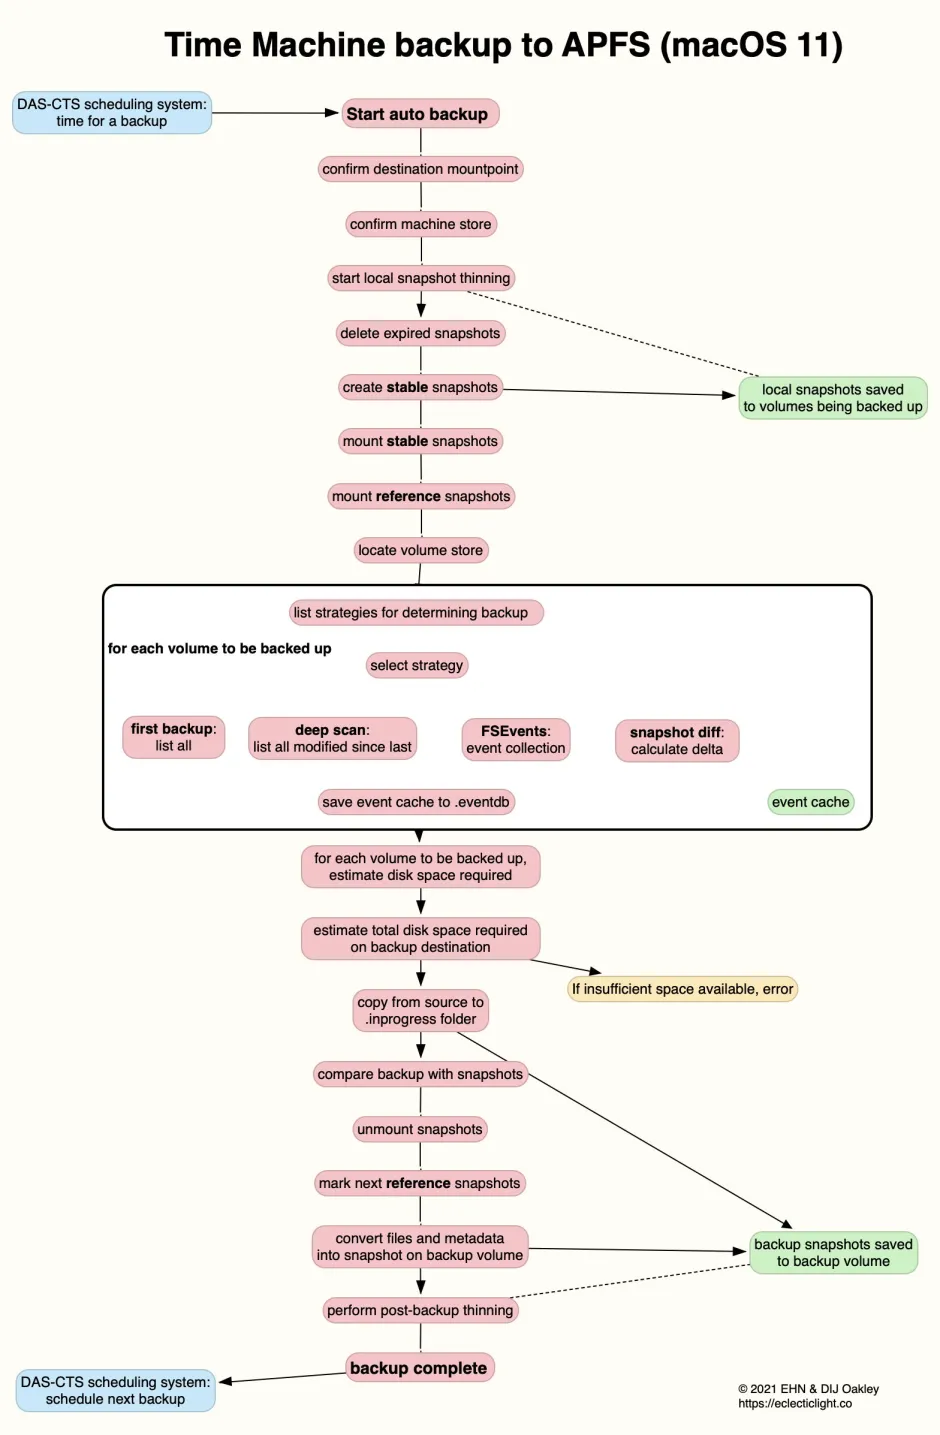 Time Machine backup to APFS (macOS 11)
DAS-CTS scheduling system:
time for a backup
Start auto backup
confirm destination mountpoint
confirm machine store
start local snapshot thinning
delete expired snapshots
create stable snapshots
local snapshots saved
to volumes being backed up
mount stable snapshots
mount reference snapshots
locate volume store
list strategies for determining backup
for each volume to be backed up
select strategy
first backup:
list all
deep scan:
list all modified since last
FSEvents:
event collection
snapshot diff:
calculate delta
save event cache to .eventdb
event cache
for each volume to be backed up,
estimate disk space required
estimate total disk space required
on backup destination
If insufficient space available, error
copy from source to
.inprogress folder
compare backup with snapshots
unmount snapshots
mark next reference snapshots
convert files and metadata
into snapshot on backup volume
backup snapshots saved
to backup volume
perform post-backup thinning
backup complete
DAS-CTS scheduling system:
schedule next backup
© 2021 EHN & DIJ Oakley
https://eclecticlight.co